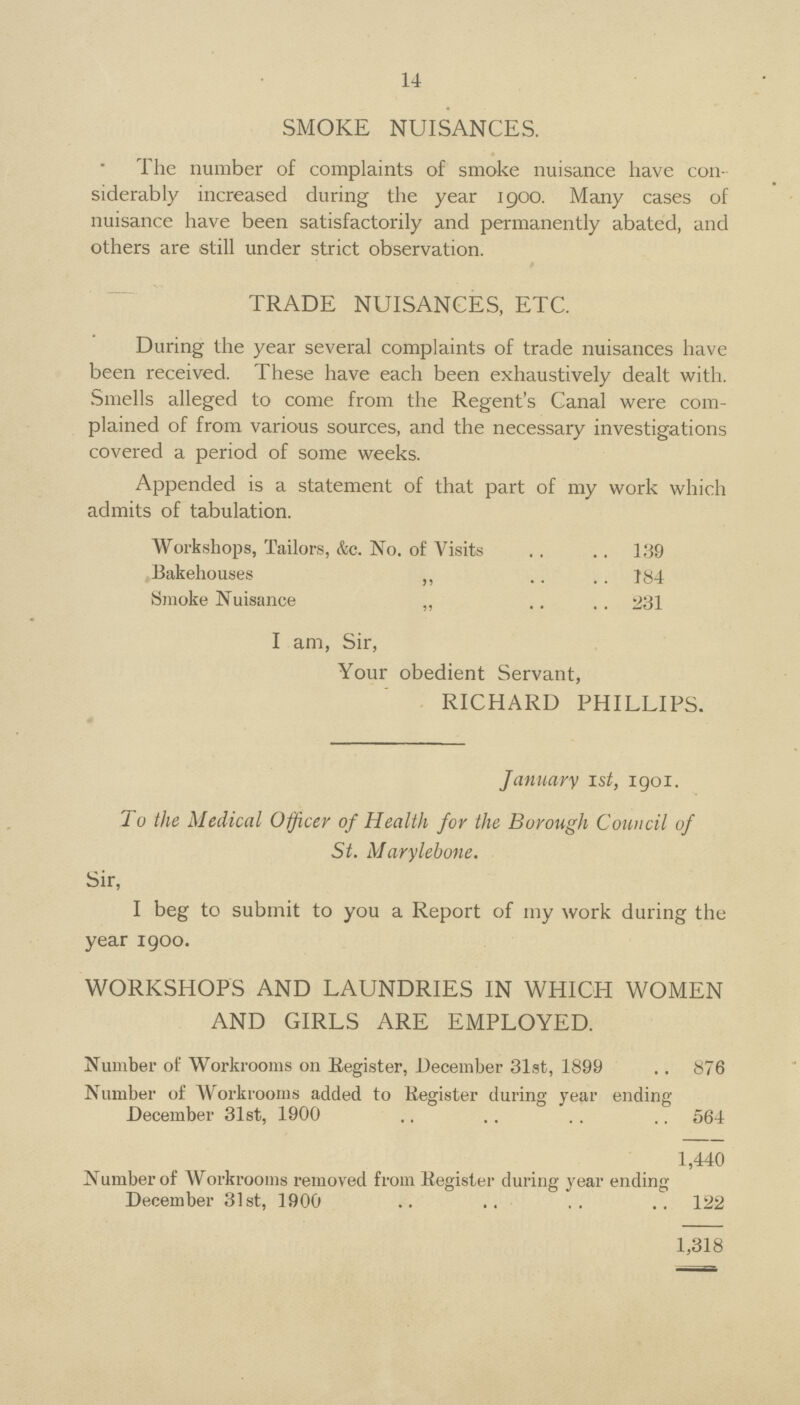 14
SMOKE NUISANCES.
The number of complaints of smoke nuisance have con-
siderably increased during the year 1900. Many cases of
nuisance have been satisfactorily and permanently abated, and
others are still under strict observation.
TRADE NUISANCES, ETC.
During the year several complaints of trade nuisances have
been received. These have each been exhaustively dealt with.
Smells alleged to come from the Regent's Canal were com-
plained of from various sources, and the necessary investigations
covered a period of some weeks.
Appended is a statement of that part of my work which
admits of tabulation.
Workshops, Tailors, &c. No. of Visits .. .. 139
Bakehouses ,, .. .. 184
Smoke Nuisance ,, .. .. 231
I am, Sir,
Your obedient Servant,
RICHARD PHILLIPS.
January 1st, 1901.
To the Medical Officer of Health for the Borough Council of
St. Marylebone.
Sir,
I beg to submit to you a Report of my work during the
year 1900.
WORKSHOPS AND LAUNDRIES IN WHICH WOMEN
AND GIRLS ARE EMPLOYED.
Number of Workrooms on Register, December 31st, 1899 .. 876
Number of Workrooms added to Register during year ending
December 31st, 1900 .. .. .. .. 564
1,440
Number of Workrooms removed from Register during year ending
December 31st, 1900 .. .. .. .. 122
1,318